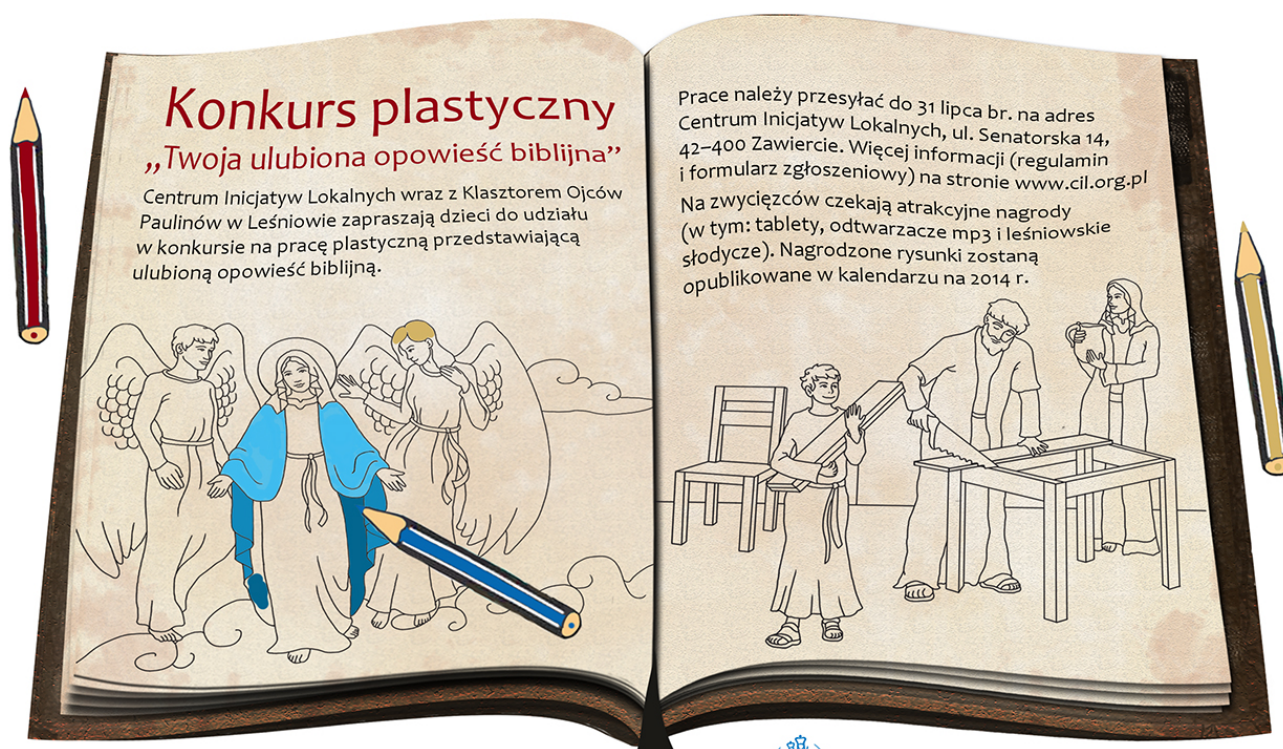 Konkurs plastyczny
„Twoja ulubiona opowieść biblijna”
Centrum Inicjatyw Lokalnych wraz z Klasztorem Ojców
Paulinów w Leśniowie zapraszają dzieci do udziału
w konkursie na pracę plastyczną przedstawiającą
ulubioną opowieść biblijną.
Prace należy przesyłać do 31 lipca br. na adres
Centrum Inicjatyw Lokalnych, ul. Senatorska 14,
42–400 Zawiercie. Więcej informacji (regulamin
i formularz zgłoszeniowy) na stronie www.cil.org.pl
Na zwycięzców czekają atrakcyjne nagrody
(w tym: tablety, odtwarzacze mp3 i leśniowskie
słodycze). Nagrodzone rysunki zostaną
opublikowane w kalendarzu na 2014 r.